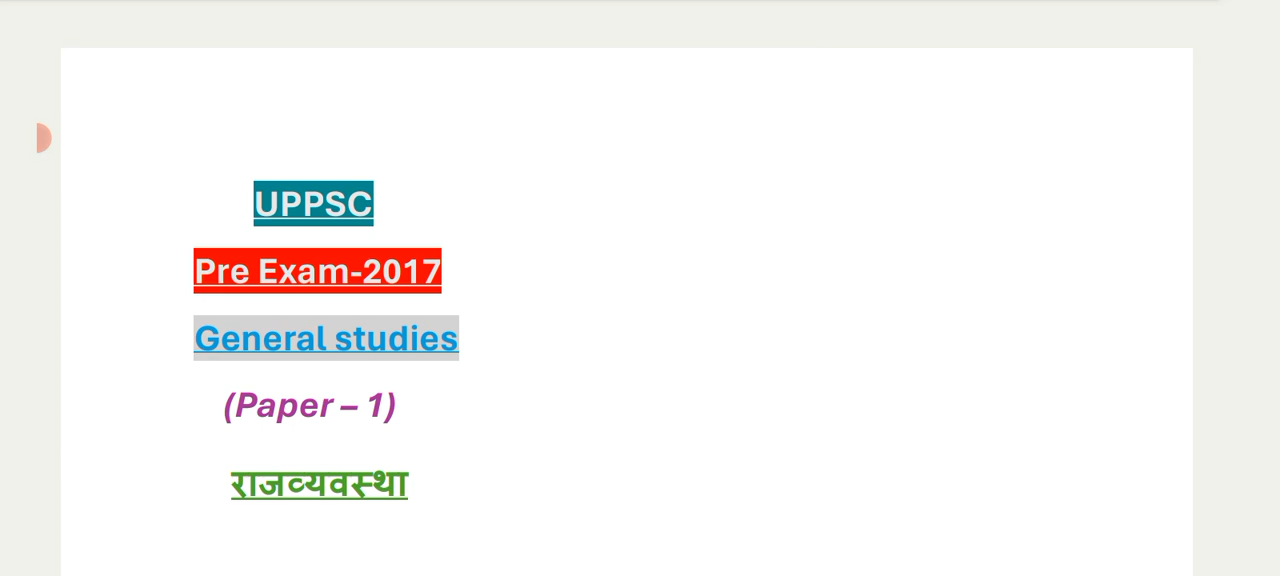 UPPSC
Pre Exam-2017
General studies
(Paper – 1)
राजव्यवस्था